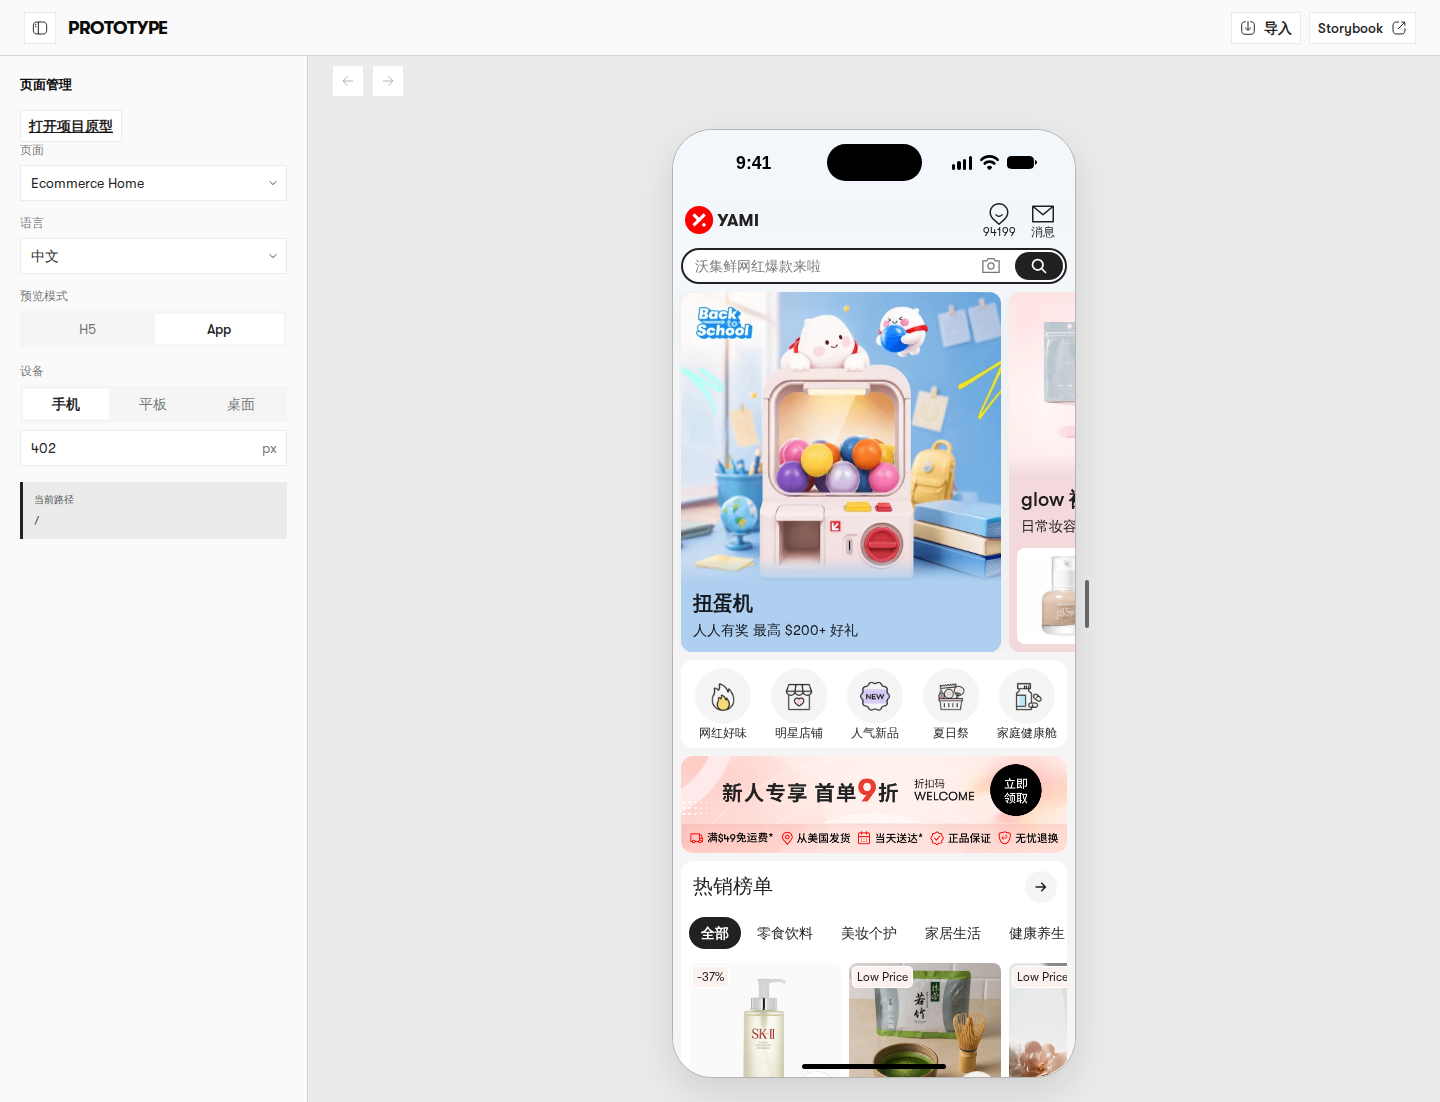 PROTOTYPE
导入
Storybook
页面管理
打开项目原型
页面
Ecommerce Home
语言
中文
预览模式
H5
App
设备
手机
平板
桌面
402
px
当前路径
/
9:41
YAMI
94199
消息
沃集鲜网红爆款来啦
Back
to
School
扭蛋机
人人有奖 最高 $200+ 好礼
glow
日常妆容
网红好味
明星店铺
NEW
人气新品
夏日祭
家庭健康舱
新人专享 首单9折
折扣码
WELCOME
立即
领取
满$49免运费*
从美国发货
当天送达*
正品保证
无忧退换
热销榜单
全部
零食饮料
美妆个护
家居生活
健康养生
-37%
SK-II
Low Price
若竹
Low Price